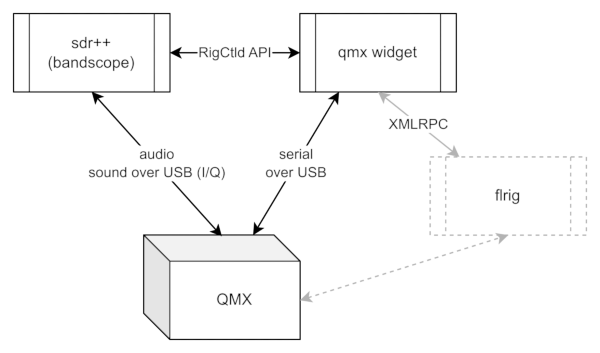 sdr++
(bandscope)
RigCtld API
qmx widget
XMLRPC
audio
sound over USB (I/Q)
serial
over USB
flrig
QMX